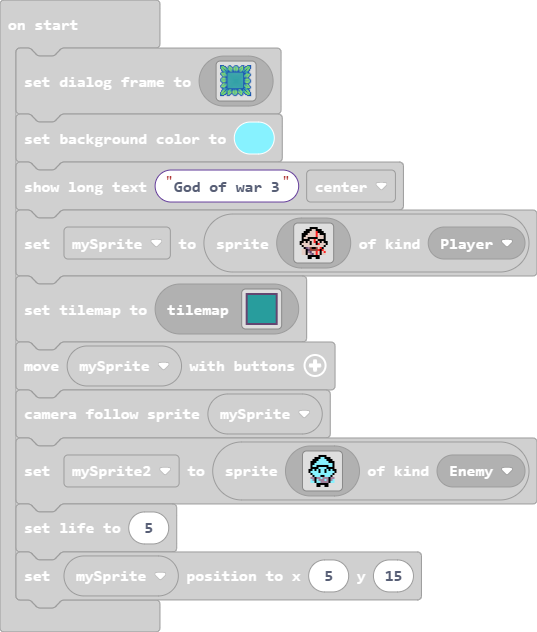 on start
set dialog frame to
set background color to
show long text "God of war 3" center
set mySprite to sprite of kind Player
set tilemap to tilemap
move mySprite with buttons
camera follow sprite mySprite
set mySprite2 to sprite of kind Enemy
set life to 5
set mySprite position to x 5 y 15